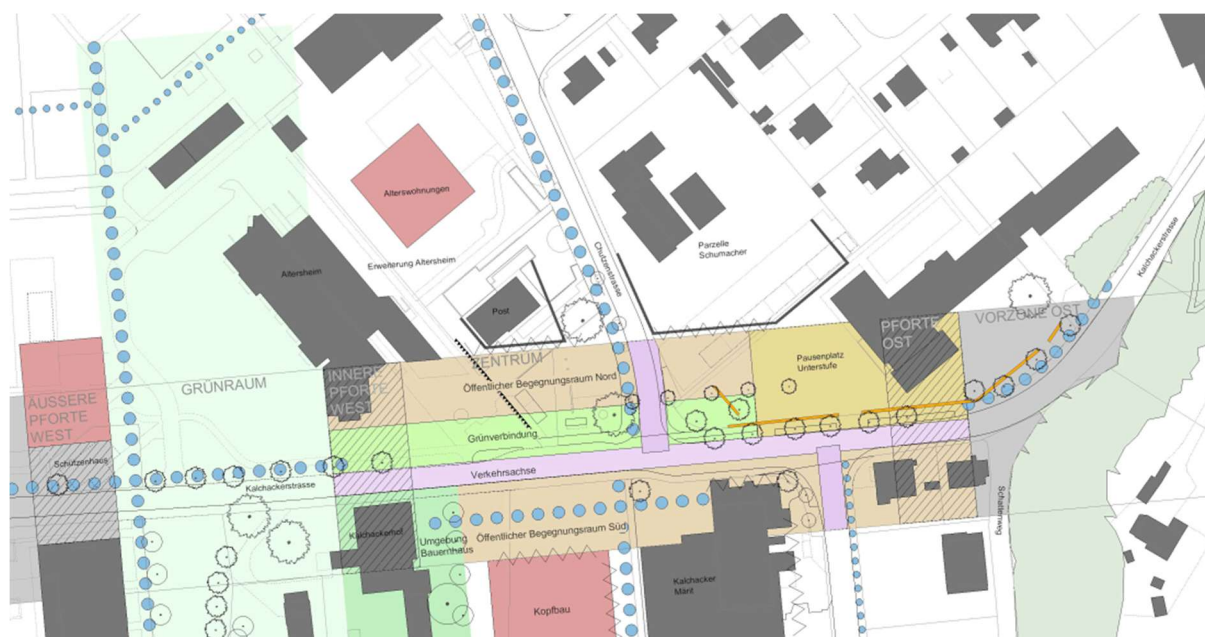 Alterswohnungen
Chutzenstrasse
Parzelle
Schumacher
Kalchackerstrasse
Altersheim
Erweiterung Altersheim
Post
VORZONE OST
PFORTE
OST
ZENTRUM
Pausenplatz
Unterstufe
INNERE
PFORTE
WEST
GRÜNRAUM
Öffentlicher Begegnungsraum Nord
ÄUSSERE
PFORTE
WEST
Grünverbindung
Schützenhaus
Verkehrsachse
Kalchackerstrasse
Schattenweg
Kalchackerhof
Umgebung
Bauernhaus
Öffentlicher Begegnungsraum Süd
Kalchacker
Märit
Kopfbau